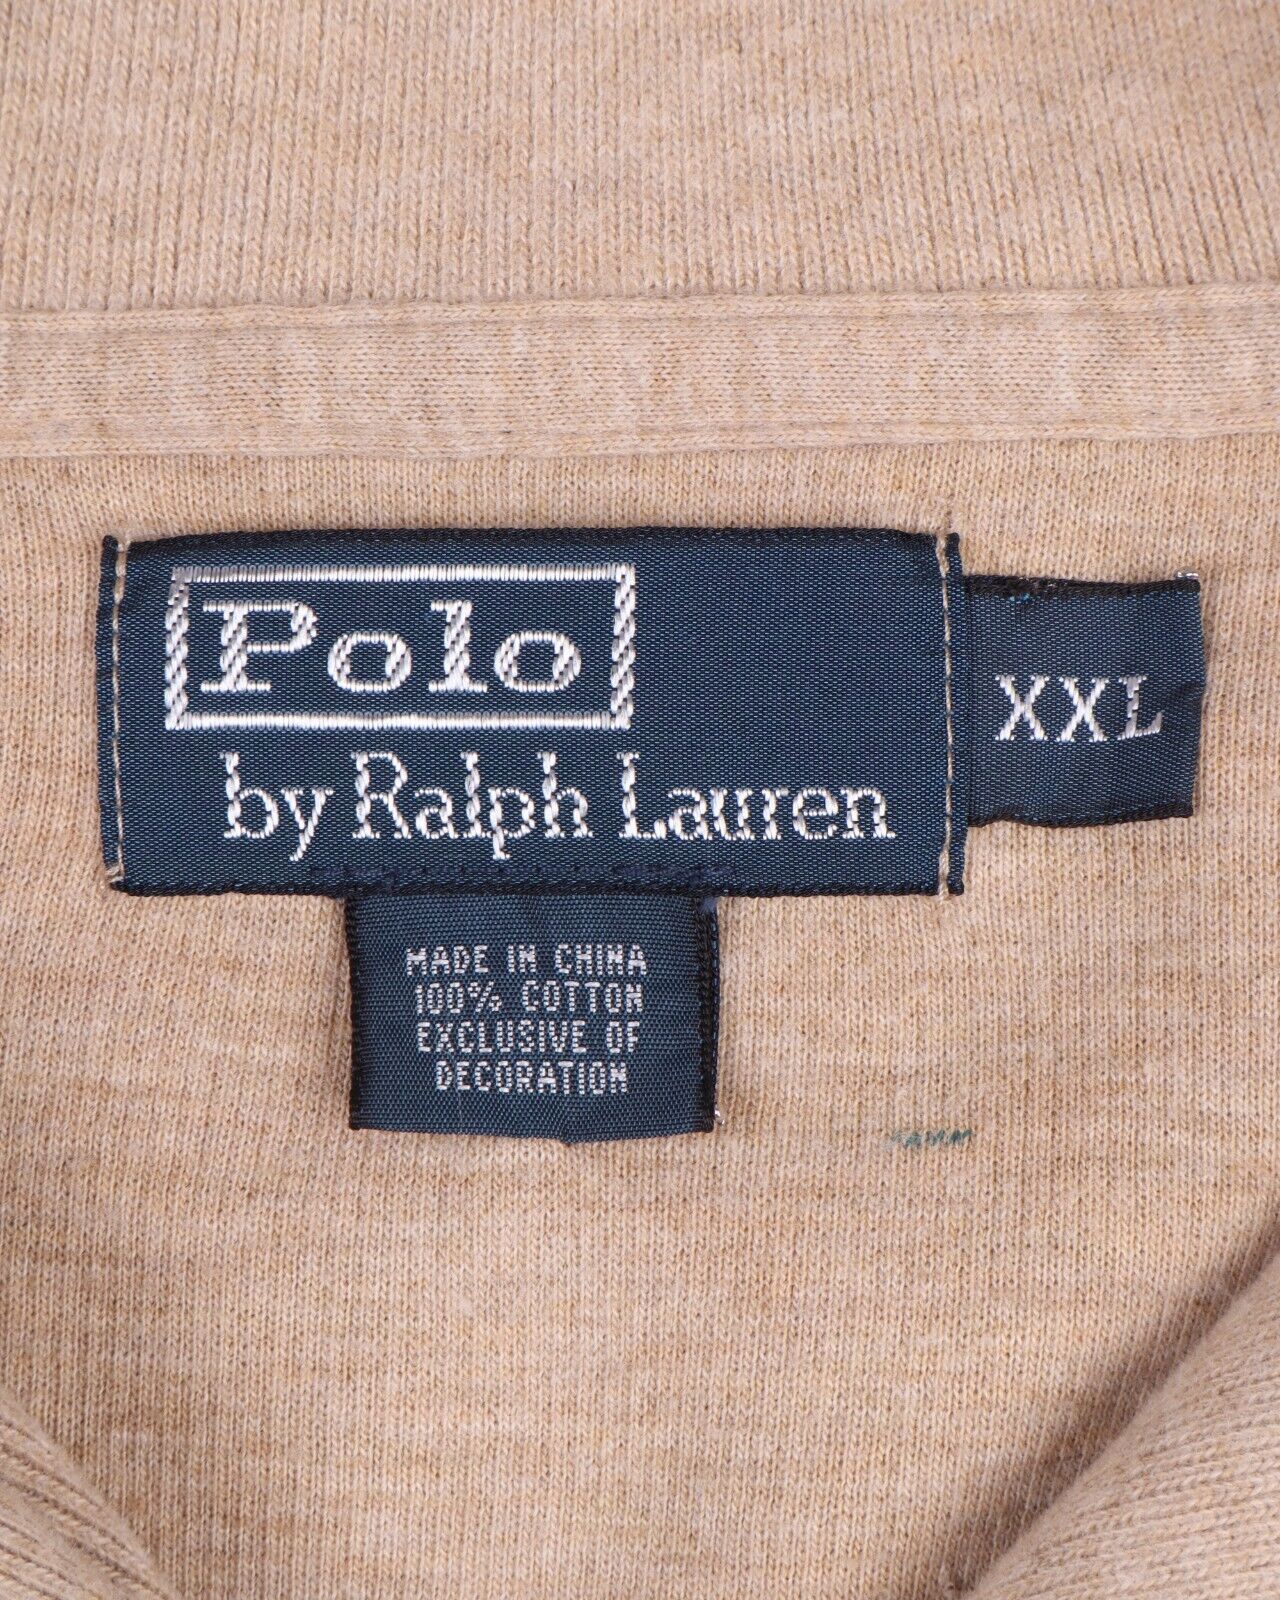 Polo
by Ralph Lauren
XXL
MADE IN CHINA
100% COTTON
EXCLUSIVE OF
DECORATION